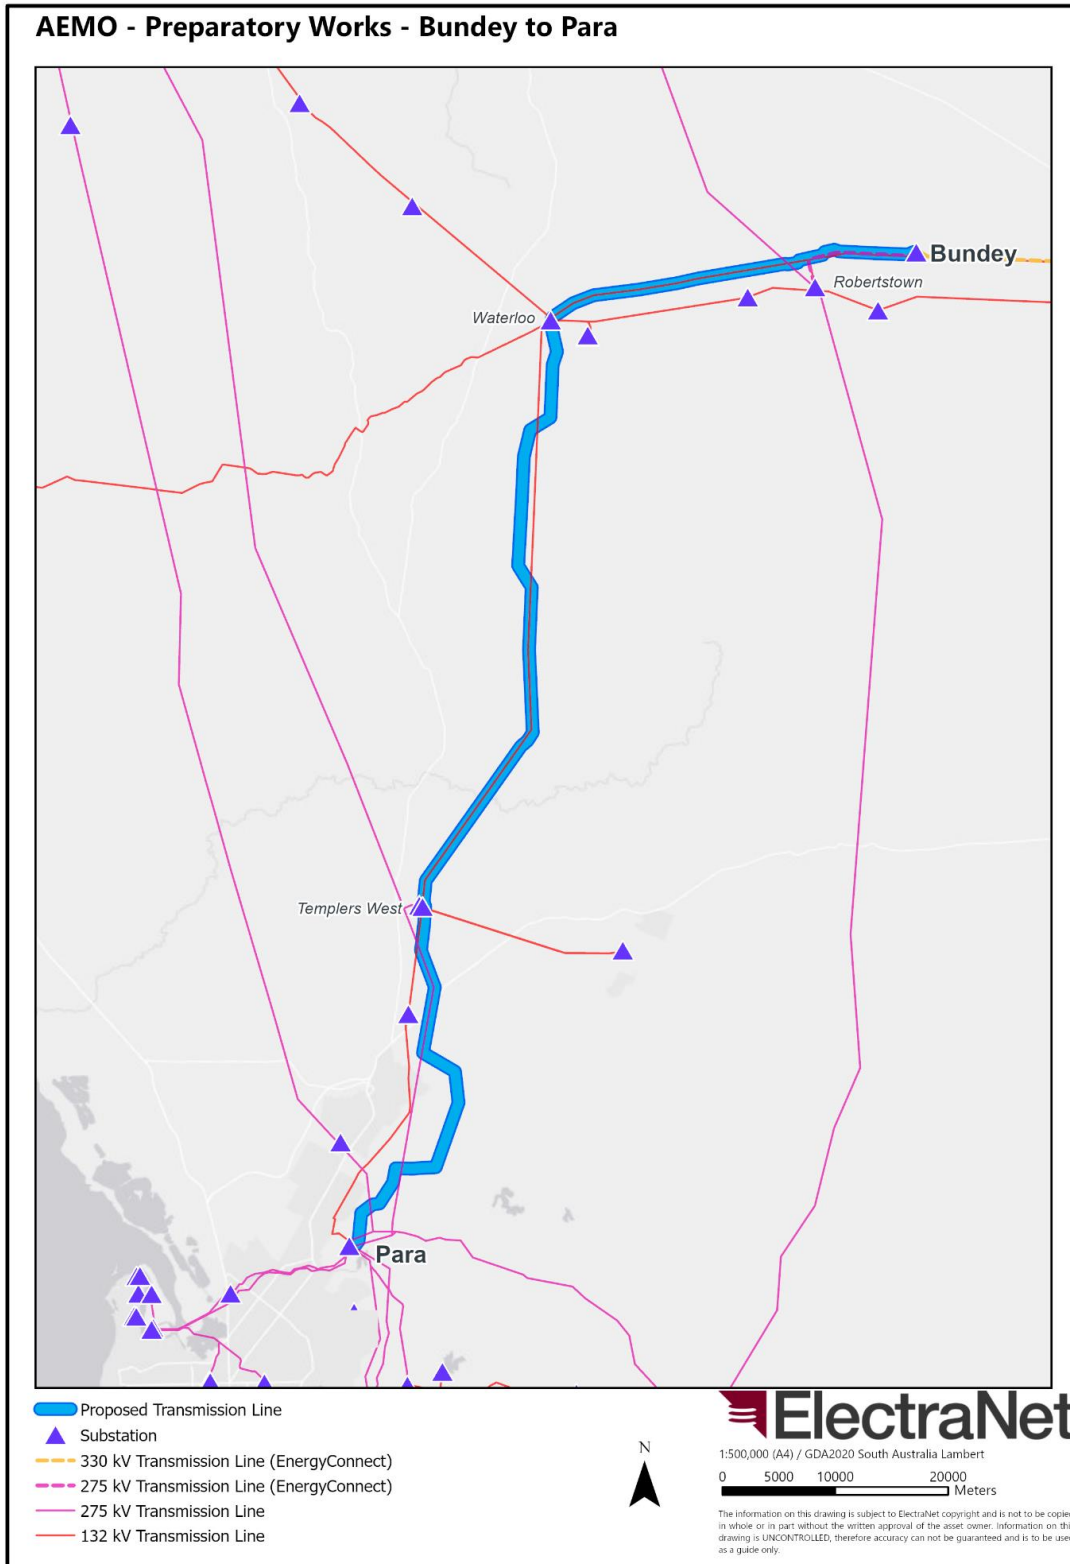 AEMO - Preparatory Works - Bundey to Para
Bundey
Robertstown
Waterloo
Templers West
Para
Proposed Transmission Line
Substation
330 kV Transmission Line (EnergyConnect)
275 kV Transmission Line (EnergyConnect)
275 kV Transmission Line
132 kV Transmission Line
N
ElectraNet
1:500,000 (A4) / GDA2020 South Australia Lambert
0 5000 10000 20000
Meters
The information on this drawing is subject to ElectraNet copyright and is not to be copied
in whole or in part without the written approval of the asset owner. Information on this
drawing is UNCONTROLLED, therefore accuracy can not be guaranteed and is to be used
as a guide only.